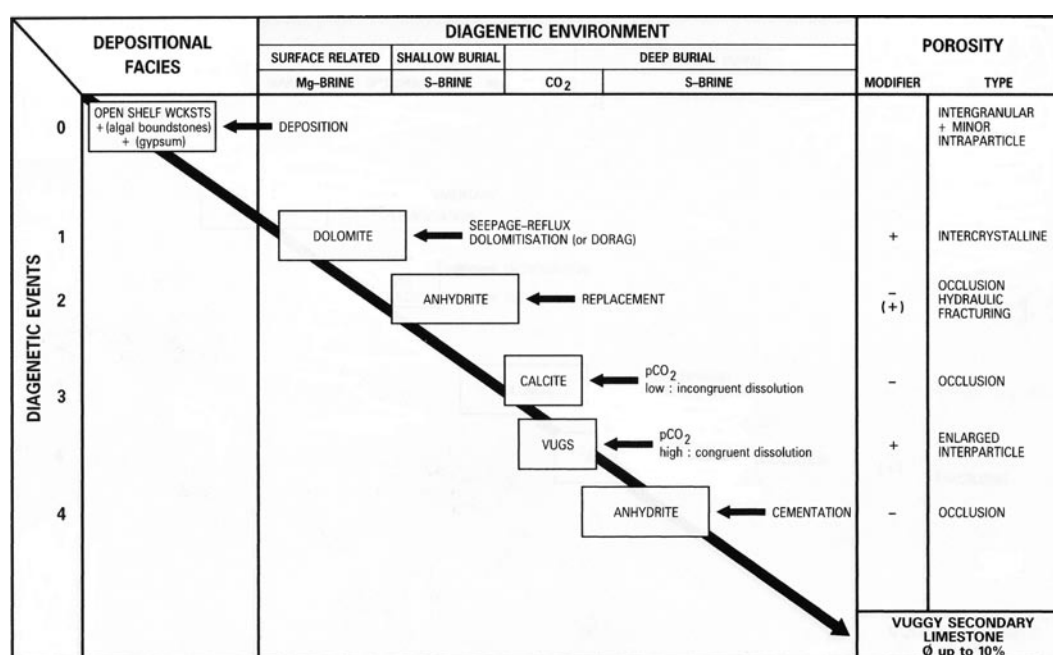 DEPOSITIONAL
FACIES
DIAGENETIC ENVIRONMENT
SURFACE RELATED
SHALLOW BURIAL
DEEP BURIAL
Mg-BRINE
S-BRINE
CO₂
S-BRINE
POROSITY
MODIFIER
TYPE
DIAGENETIC EVENTS
0
OPEN SHELF WCKSTS
+ (algal boundstones)
+ (gypsum)
DEPOSITION
INTERGRANULAR
+ MINOR
INTRAPARTICLE
1
DOLOMITE
SEEPAGE-REFLUX
DOLOMITISATION (or DORAG)
+
INTERCRYSTALLINE
2
ANHYDRITE
REPLACEMENT
–
(+)
OCCLUSION
HYDRAULIC
FRACTURING
3
CALCITE
pCO₂
low : incongruent dissolution
–
OCCLUSION
VUGS
pCO₂
high : congruent dissolution
+
ENLARGED
INTERPARTICLE
4
ANHYDRITE
CEMENTATION
–
OCCLUSION
VUGGY SECONDARY
LIMESTONE
Ø up to 10%